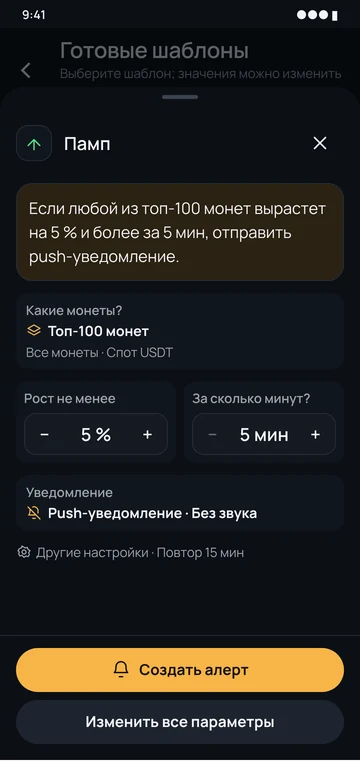 9:41
Готовые шаблоны
Выберите шаблон; значения можно изменить
Памп
Если любой из топ-100 монет вырастет
на 5 % и более за 5 мин, отправить
push-уведомление.
Какие монеты?
Топ-100 монет
Все монеты · Спот USDT
Рост не менее
− 5 % +
За сколько минут?
− 5 мин +
Уведомление
Push-уведомление · Без звука
Другие настройки · Повтор 15 мин
Создать алерт
Изменить все параметры